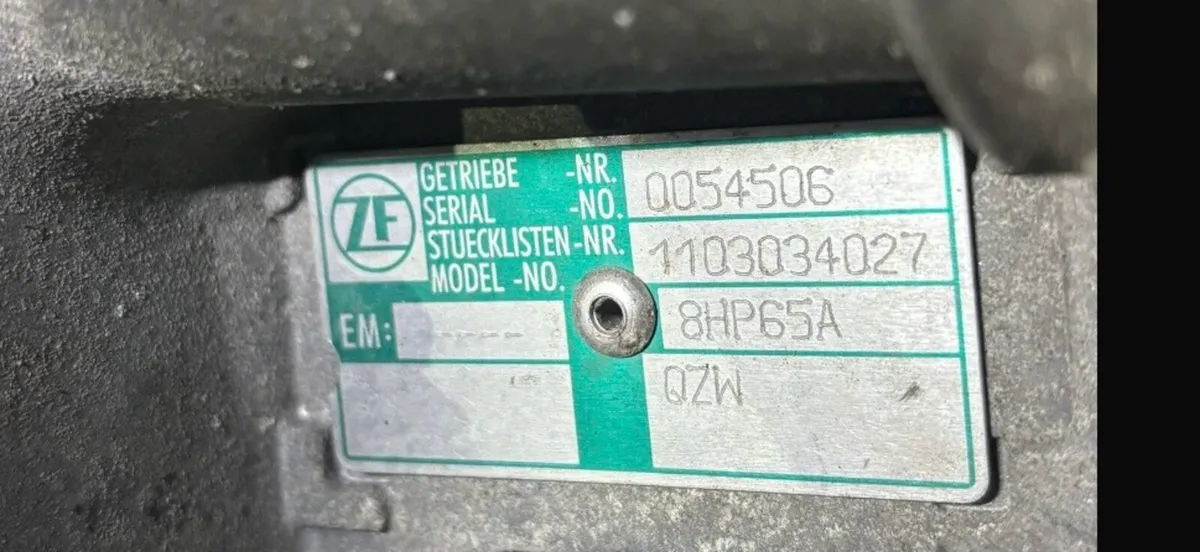 ZF
GETRIEBE -NR. 0054506
SERIAL -NO.
STUECKLISTEN-NR. 1103034027
MODEL -NO. 8HP65A
EM: ----
QZW